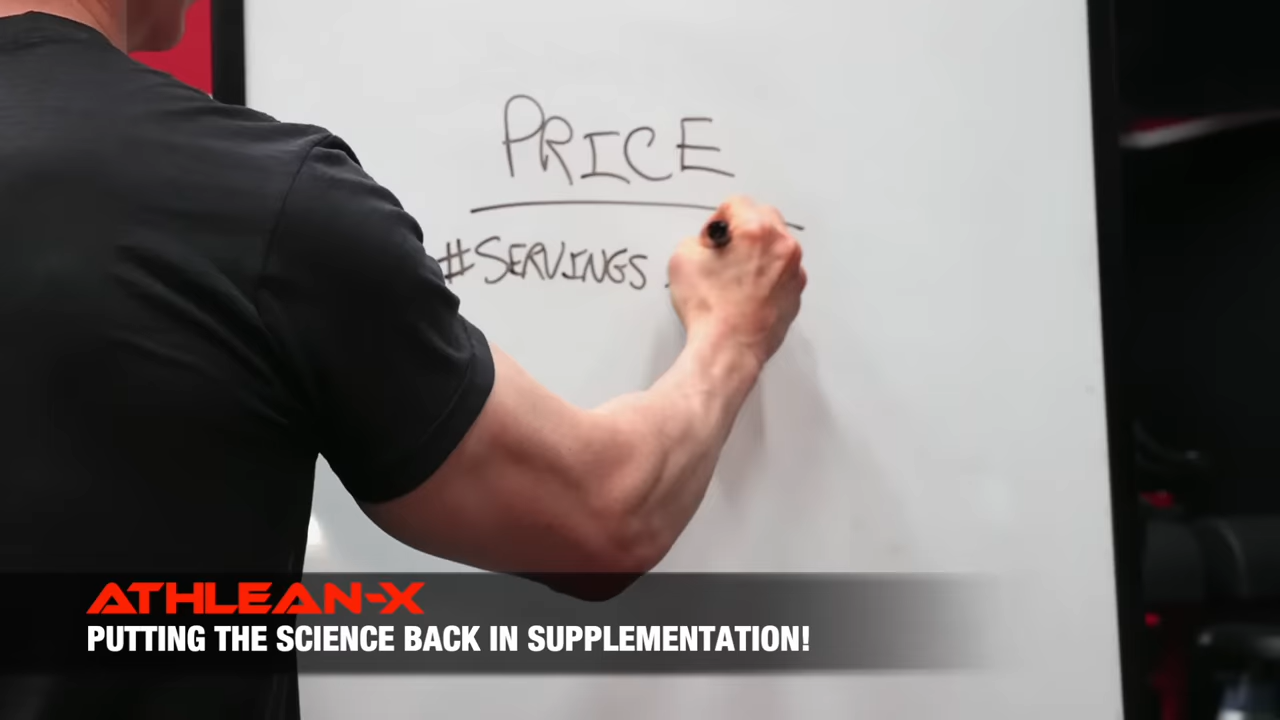 PRICE
#SERVINGS
ATHLEAN-X
PUTTING THE SCIENCE BACK IN SUPPLEMENTATION!